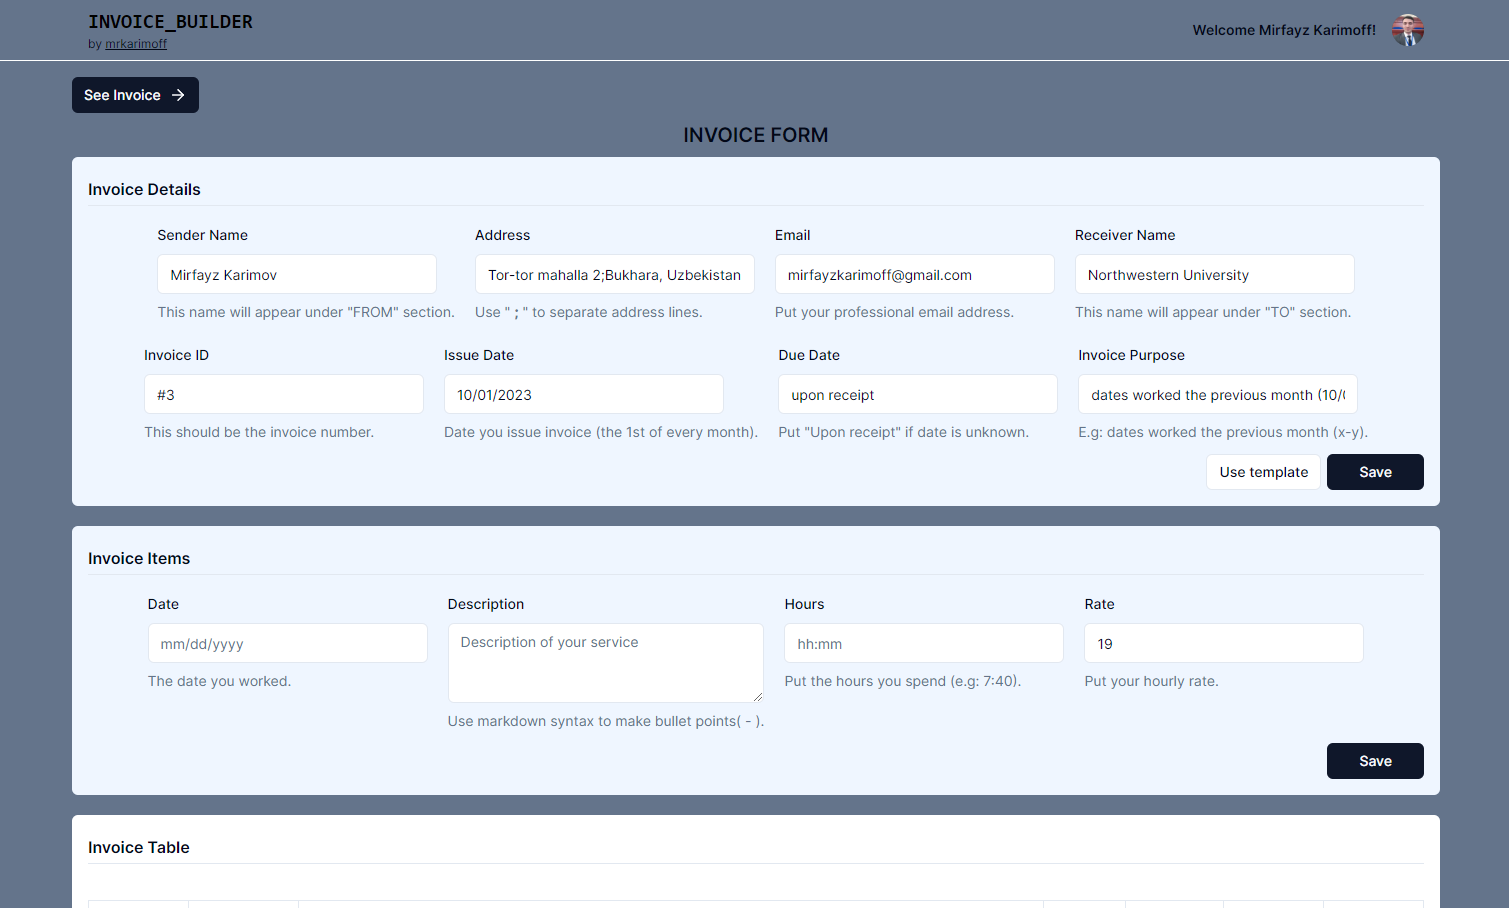 INVOICE_BUILDER
by mrkarimoff
Welcome Mirfayz Karimoff!
See Invoice
INVOICE FORM
Invoice Details
Sender Name Address Email Receiver Name
Mirfayz Karimov Tor-tor mahalla 2;Bukhara, Uzbekistan mirfayzkarimoff@gmail.com Northwestern University
This name will appear under "FROM" section. Use " ; " to separate address lines. Put your professional email address. This name will appear under "TO" section.
Invoice ID Issue Date Due Date Invoice Purpose
#3 10/01/2023 upon receipt dates worked the previous month (10/
This should be the invoice number. Date you issue invoice (the 1st of every month). Put "Upon receipt" if date is unknown. E.g: dates worked the previous month (x-y).
Use template Save
Invoice Items
Date Description Hours Rate
mm/dd/yyyy Description of your service hh:mm 19
The date you worked. Put the hours you spend (e.g: 7:40). Put your hourly rate.
Use markdown syntax to make bullet points( - ).
Save
Invoice Table